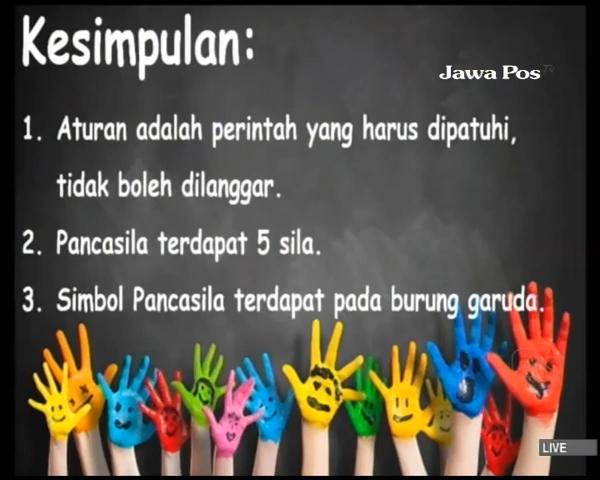 Kesimpulan:
Jawa Pos TV
1. Aturan adalah perintah yang harus dipatuhi,
tidak boleh dilanggar.
2. Pancasila terdapat 5 sila.
3. Simbol Pancasila terdapat pada burung garuda.
LIVE